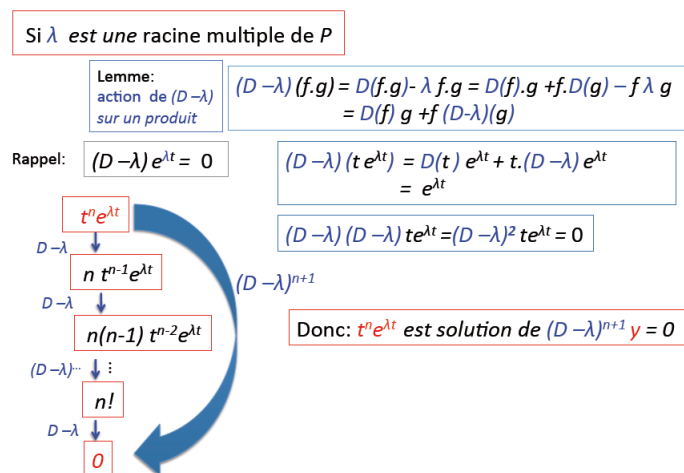 Si λ est une racine multiple de P
Lemme:
action de (D –λ)
sur un produit
(D –λ) (f.g) = D(f.g)- λ f.g = D(f).g +f.D(g) – f λ g
= D(f) g +f (D-λ)(g)
Rappel:
(D –λ) e^λt = 0
(D –λ) (t e^λt) = D(t ) e^λt + t.(D –λ) e^λt
= e^λt
(D –λ) (D –λ) te^λt =(D –λ)² te^λt = 0
Donc: t^n e^λt est solution de (D –λ)^n+1 y = 0
t^n e^λt
D –λ
n t^n-1 e^λt
(D –λ)^n+1
D –λ
n(n-1) t^n-2 e^λt
(D –λ)^... ⋮
n!
D –λ
0